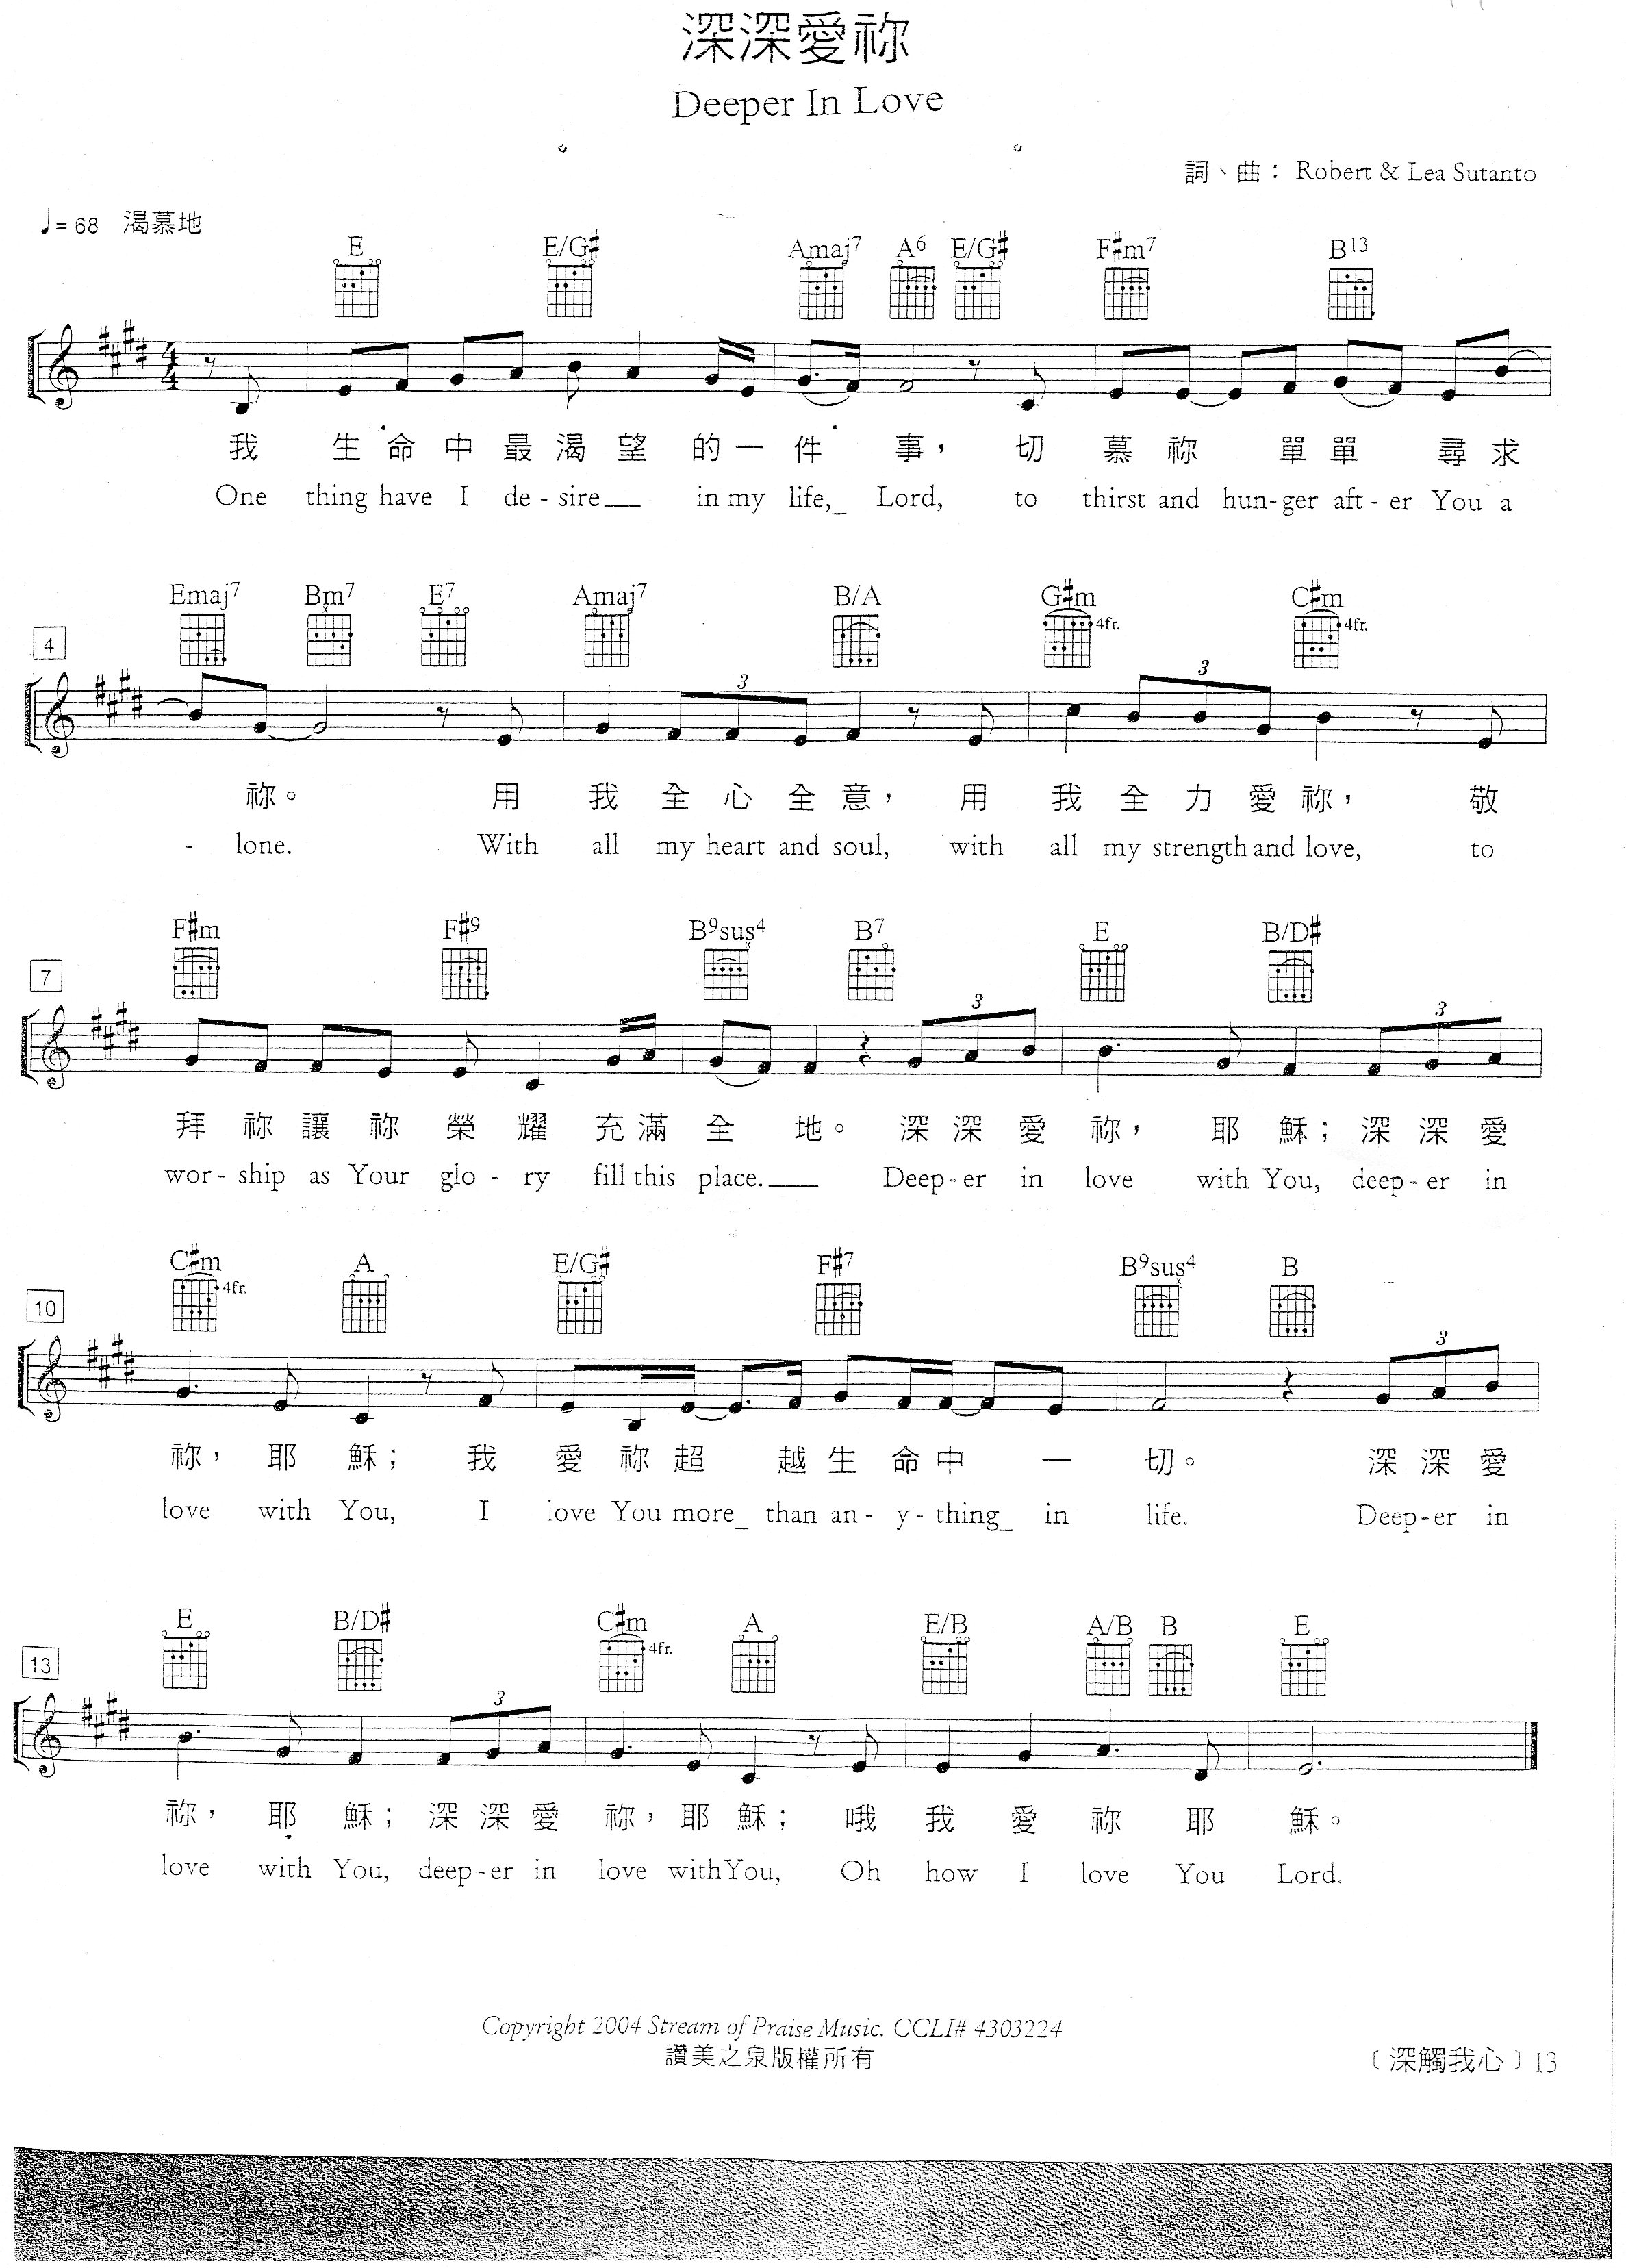 深深愛祢
Deeper In Love
詞、曲： Robert & Lea Sutanto
♩= 68 渴慕地
E E/G# Amaj7 A6 E/G# F#m7 B13
4/4
我 生 命 中 最 渴 望 的 一 件 事， 切 慕 祢 單 單 尋 求
One thing have I de - sire__ in my life,_ Lord, to thirst and hun-ger aft - er You a
Emaj7 Bm7 E7 Amaj7 B/A G#m 4fr. C#m 4fr.
4
3 3
祢。 用 我 全 心 全 意， 用 我 全 力 愛 祢， 敬
- lone. With all my heart and soul, with all my strength and love, to
F#m F#9 B9sus4 B7 E B/D#
7
3 3
拜 祢 讓 祢 榮 耀 充 滿 全 地。 深 深 愛 祢， 耶 穌； 深 深 愛
wor - ship as Your glo - ry fill this place.__ Deep-er in love with You, deep-er in
C#m 4fr. A E/G# F#7 B9sus4 B
10
3
祢， 耶 穌； 我 愛 祢 超 越 生 命 中 一 切。 深 深 愛
love with You, I love You more_ than an - y - thing_ in life. Deep-er in
E B/D# C#m 4fr. A E/B A/B B E
13
3
祢， 耶 穌； 深 深 愛 祢， 耶 穌； 哦 我 愛 祢 耶 穌。
love with You, deep-er in love with You, Oh how I love You Lord.
Copyright 2004 Stream of Praise Music. CCLI# 4303224
讚美之泉版權所有
﹝深觸我心﹞13